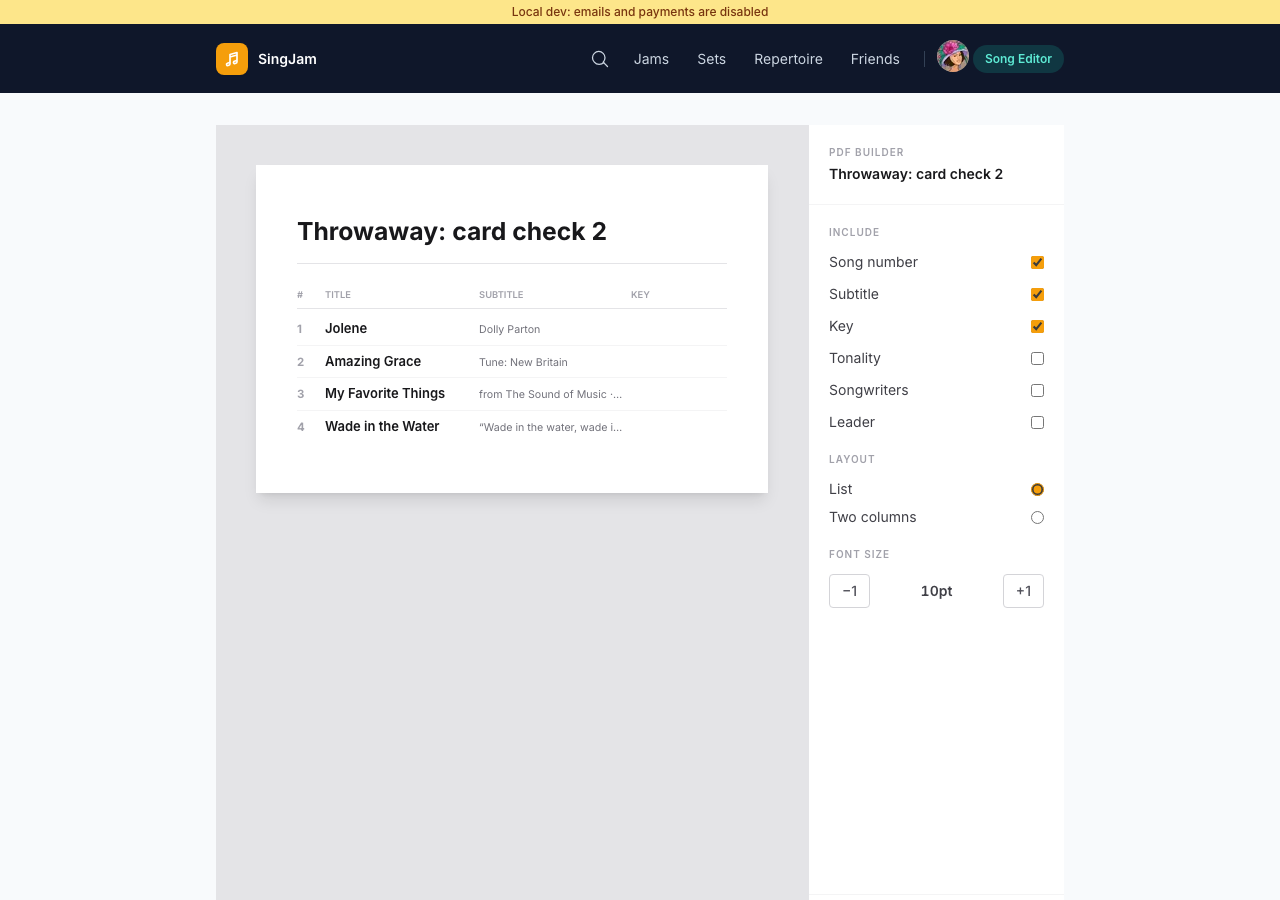 Local dev: emails and payments are disabled
SingJam
Jams
Sets
Repertoire
Friends
Song Editor
Throwaway: card check 2
# TITLE SUBTITLE KEY
1 Jolene Dolly Parton
2 Amazing Grace Tune: New Britain
3 My Favorite Things from The Sound of Music ·...
4 Wade in the Water “Wade in the water, wade i...
PDF BUILDER
Throwaway: card check 2
INCLUDE
Song number
Subtitle
Key
Tonality
Songwriters
Leader
LAYOUT
List
Two columns
FONT SIZE
−1 10pt +1